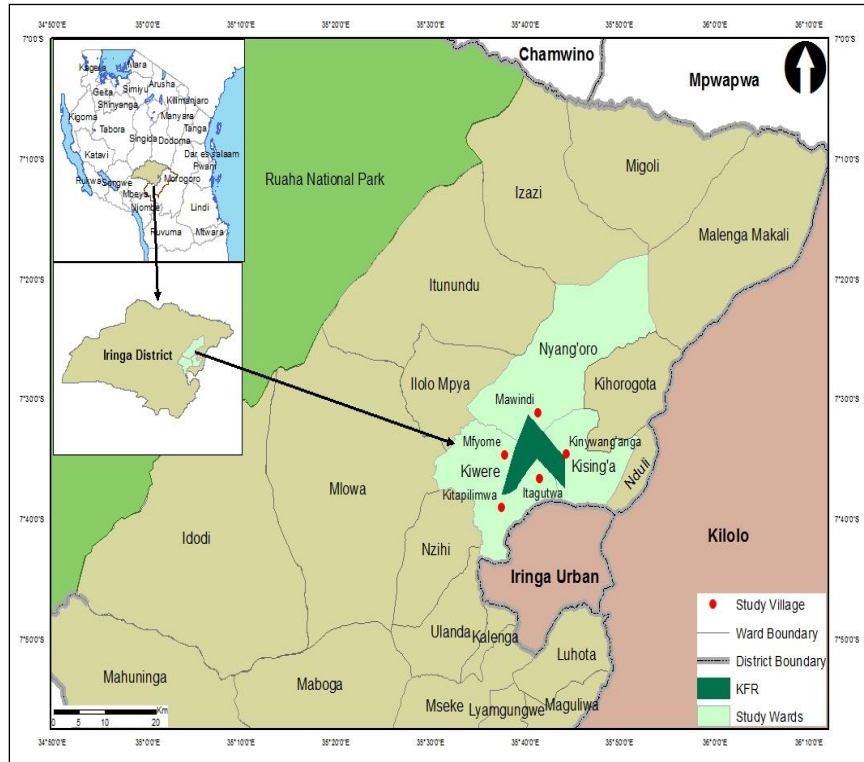 34°50'0"E 35°0'0"E 35°10'0"E 35°20'0"E 35°30'0"E 35°40'0"E 35°50'0"E 36°0'0"E 36°10'0"E
7°0'0"S
7°0'0"S
Chamwino
Mpwapwa
Kagera Mara
Geita Simiyu Arusha
Shinyanga Kilimanjaro
Kigoma Manyara
Tabora Tanga
Singida Dodoma
Katavi Dar es salaam
Pwani
Rukwa Songwe Morogoro
Mbeya
Njombe Lindi
Ruvuma Mtwara
7°10'0"S
7°10'0"S
Ruaha National Park
Izazi
Migoli
Malenga Makali
7°20'0"S
7°20'0"S
Itunundu
Iringa District
Nyang'oro
Ilolo Mpya
Kihorogota
7°30'0"S
7°30'0"S
Mawindi
Mfyome
Kinywang'anga
Kiwere
Kising'a
Nduli
Mlowa
Kitapilimwa
Itagutwa
7°40'0"S
7°40'0"S
Idodi
Nzihi
Kilolo
Iringa Urban
Study Village
Ward Boundary
District Boundary
KFR
Study Wards
7°50'0"S
7°50'0"S
Ulanda
Kalenga
Luhota
Mahuninga
Maboga
Mseke
Lyamgungwe
Maguliwa
Km
0 5 10 20
34°50'0"E 35°0'0"E 35°10'0"E 35°20'0"E 35°30'0"E 35°40'0"E 35°50'0"E 36°0'0"E 36°10'0"E